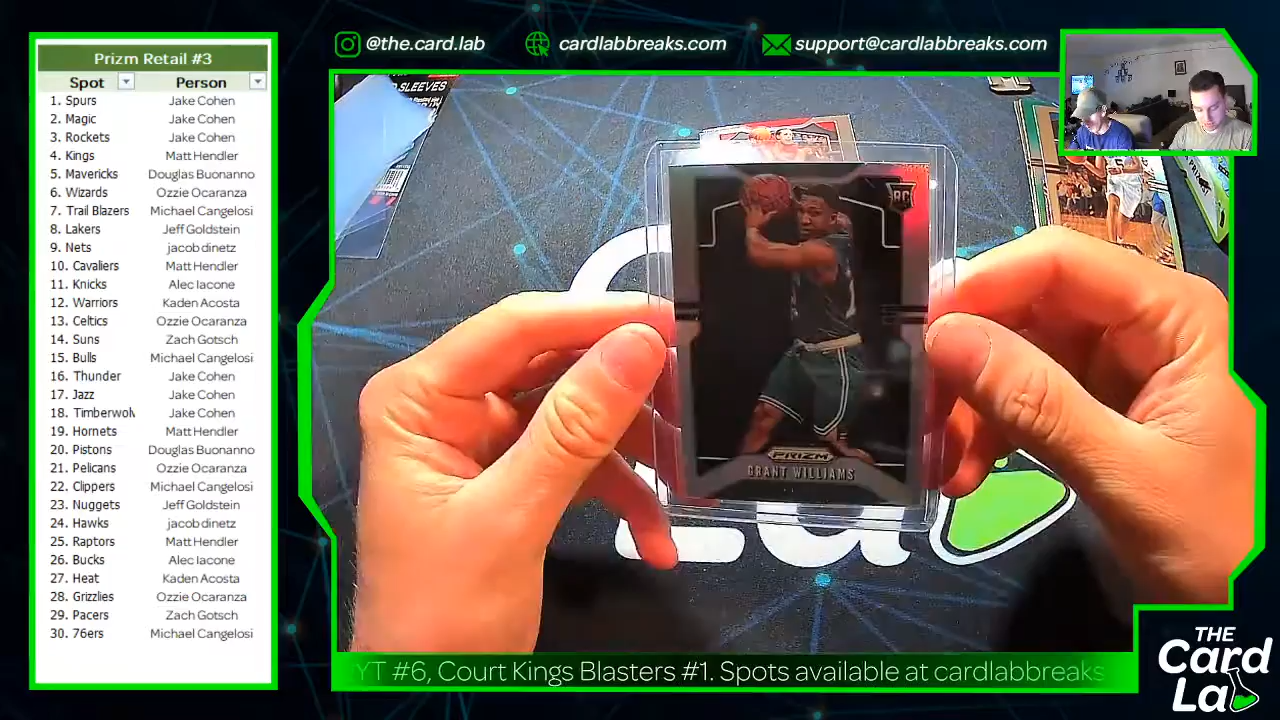 @the.card.lab
cardlabbreaks.com
support@cardlabbreaks.com
Prizm Retail #3
Spot Person
1. Spurs Jake Cohen
2. Magic Jake Cohen
3. Rockets Jake Cohen
4. Kings Matt Hendler
5. Mavericks Douglas Buonanno
6. Wizards Ozzie Ocaranza
7. Trail Blazers Michael Cangelosi
8. Lakers Jeff Goldstein
9. Nets jacob dinetz
10. Cavaliers Matt Hendler
11. Knicks Alec Iacone
12. Warriors Kaden Acosta
13. Celtics Ozzie Ocaranza
14. Suns Zach Gotsch
15. Bulls Michael Cangelosi
16. Thunder Jake Cohen
17. Jazz Jake Cohen
18. Timberwolv Jake Cohen
19. Hornets Matt Hendler
20. Pistons Douglas Buonanno
21. Pelicans Ozzie Ocaranza
22. Clippers Michael Cangelosi
23. Nuggets Jeff Goldstein
24. Hawks jacob dinetz
25. Raptors Matt Hendler
26. Bucks Alec Iacone
27. Heat Kaden Acosta
28. Grizzlies Ozzie Ocaranza
29. Pacers Zach Gotsch
30. 76ers Michael Cangelosi
SLEEVES
RC
PRIZM
GRANT WILLIAMS
La
YT #6, Court Kings Blasters #1. Spots available at cardlabbreaks
THE
Card
La